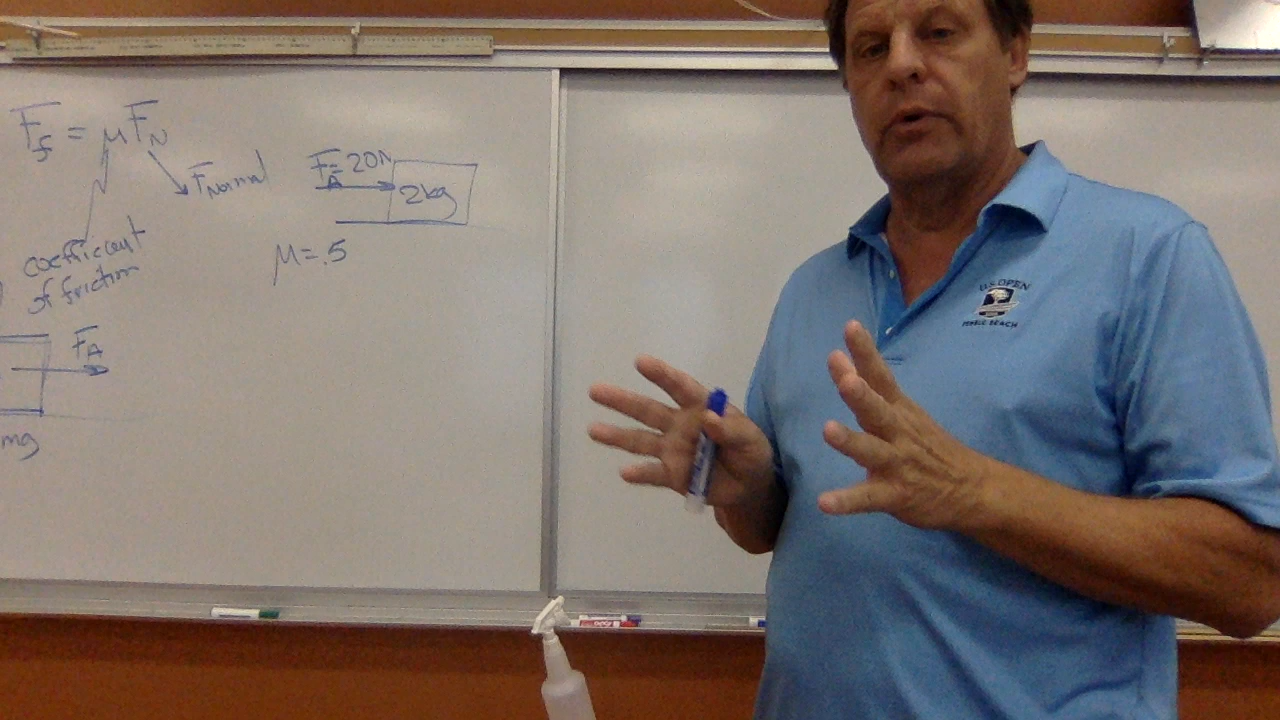 Ff = μFN
FNormal
coefficient
of friction
FA
mg
FA=20N
2kg
μ=.5
U.S. OPEN
PEBBLE BEACH